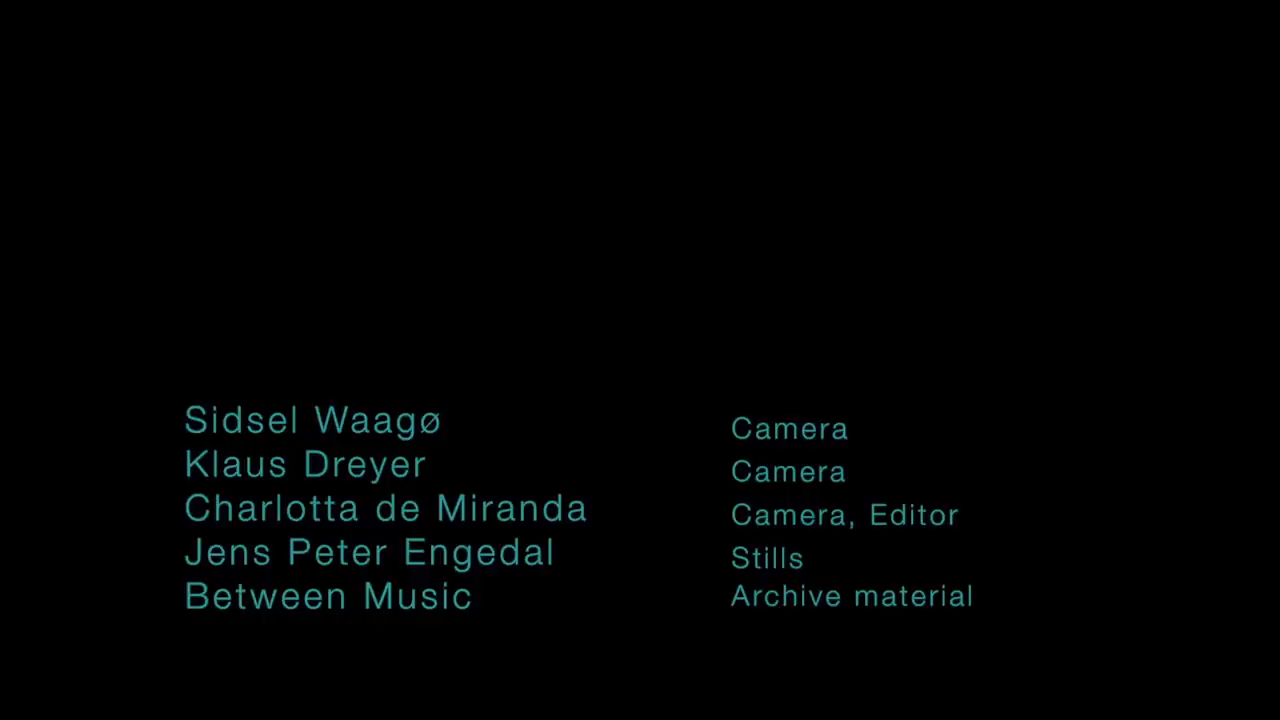 Sidsel Waagø Camera
Klaus Dreyer Camera
Charlotta de Miranda Camera, Editor
Jens Peter Engedal Stills
Between Music Archive material